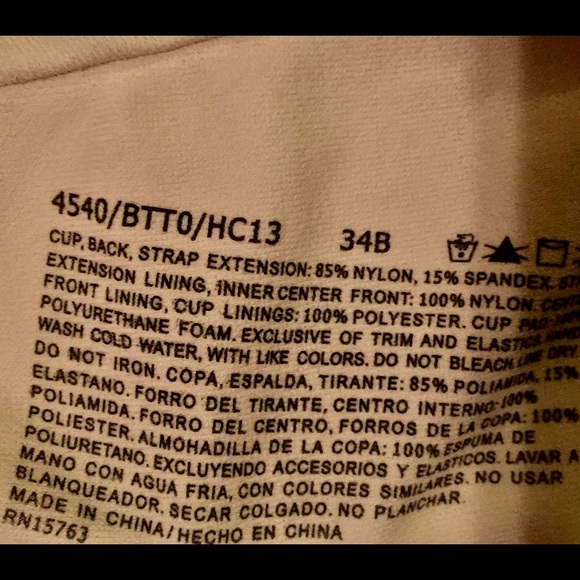 4540/BTT0/HC13 34B
CUP, BACK, STRAP EXTENSION: 85% NYLON, 15% SPANDEX.
EXTENSION LINING, INNER CENTER FRONT: 100% NYLON.
FRONT LINING, CUP LININGS: 100% POLYESTER. CUP
POLYURETHANE FOAM. EXCLUSIVE OF TRIM AND ELASTIC.
WASH COLD WATER, WITH LIKE COLORS. DO NOT BLEACH. LINE DRY.
DO NOT IRON. COPA, ESPALDA, TIRANTE: 85% POLIAMIDA, 15%
ELASTANO. FORRO DEL TIRANTE, CENTRO INTERNO: 100%
POLIAMIDA. FORRO DEL CENTRO, FORROS DE LA COPA: 100%
POLIESTER. ALMOHADILLA DE LA COPA: 100% ESPUMA DE
POLIURETANO. EXCLUYENDO ACCESORIOS Y ELASTICOS. LAVAR A
MANO CON AGUA FRIA, CON COLORES SIMILARES. NO USAR
BLANQUEADOR. SECAR COLGADO. NO PLANCHAR.
MADE IN CHINA/HECHO EN CHINA
RN15763